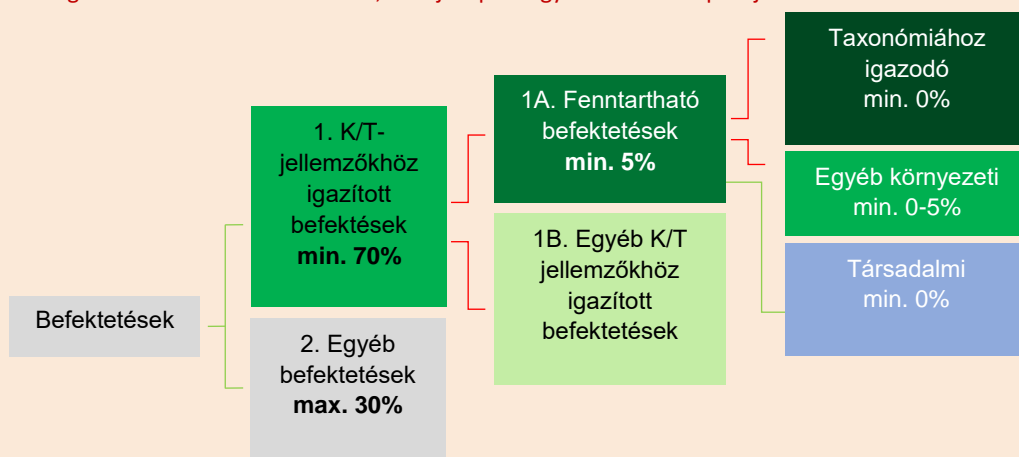 Befektetések
1. K/T-
jellemzőkhöz
igazított
befektések
min. 70%
2. Egyéb
befektetések
max. 30%
1A. Fenntartható
befektetések
min. 5%
1B. Egyéb K/T
jellemzőkhöz
igazított
befektetések
Taxonómiához
igazodó
min. 0%
Egyéb környezeti
min. 0-5%
Társadalmi
min. 0%